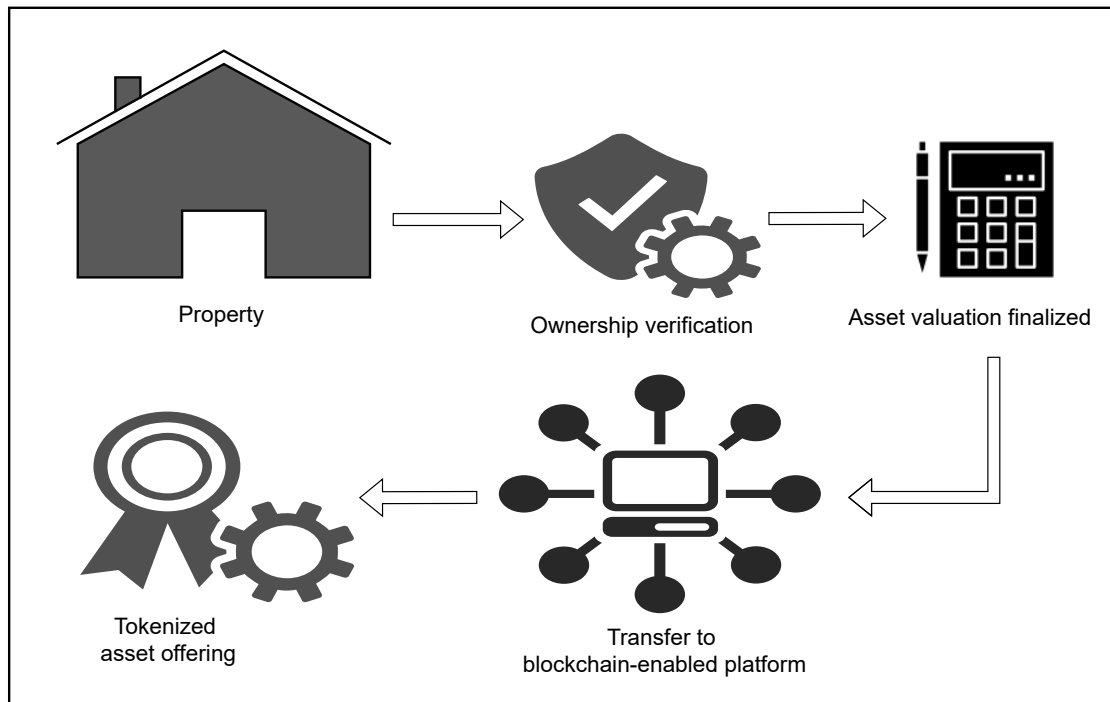 Property
Ownership verification
Asset valuation finalized
Tokenized
asset offering
Transfer to
blockchain-enabled platform